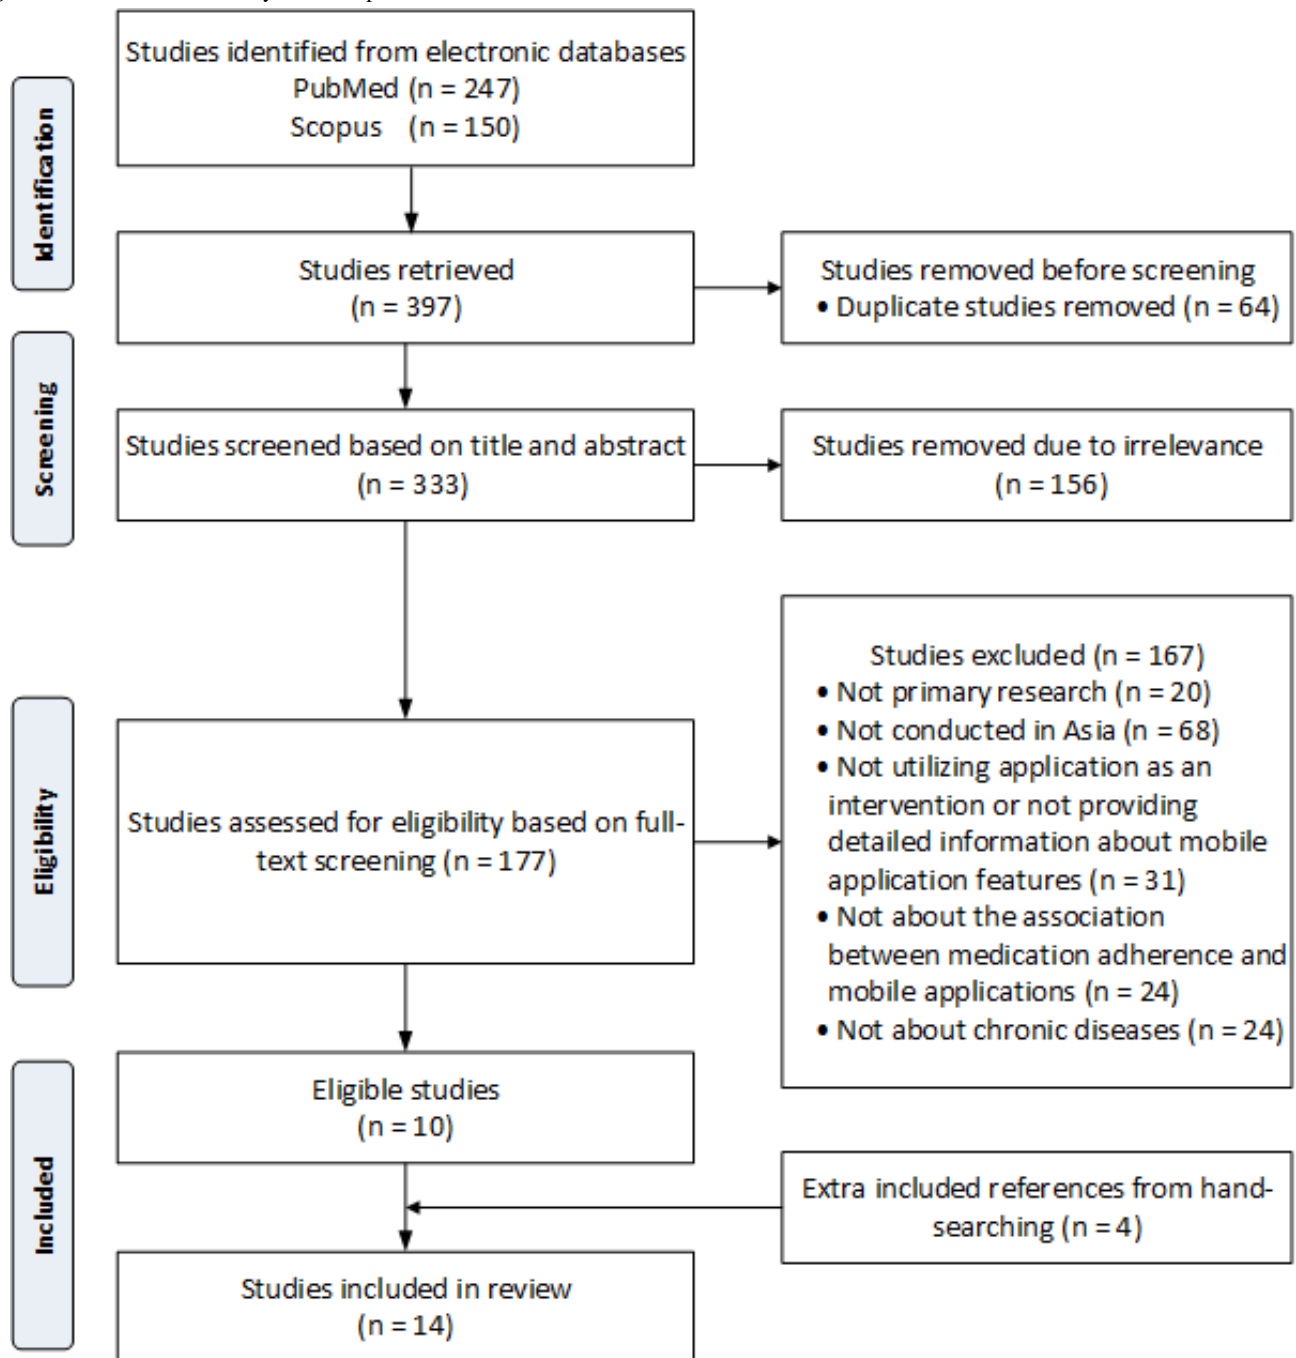 Identification
Studies identified from electronic databases
PubMed (n = 247)
Scopus (n = 150)
Studies retrieved
(n = 397)
Studies removed before screening
• Duplicate studies removed (n = 64)
Screening
Studies screened based on title and abstract
(n = 333)
Studies removed due to irrelevance
(n = 156)
Eligibility
Studies assessed for eligibility based on full-
text screening (n = 177)
Studies excluded (n = 167)
• Not primary research (n = 20)
• Not conducted in Asia (n = 68)
• Not utilizing application as an
intervention or not providing
detailed information about mobile
application features (n = 31)
• Not about the association
between medication adherence and
mobile applications (n = 24)
• Not about chronic diseases (n = 24)
Included
Eligible studies
(n = 10)
Extra included references from hand-
searching (n = 4)
Studies included in review
(n = 14)